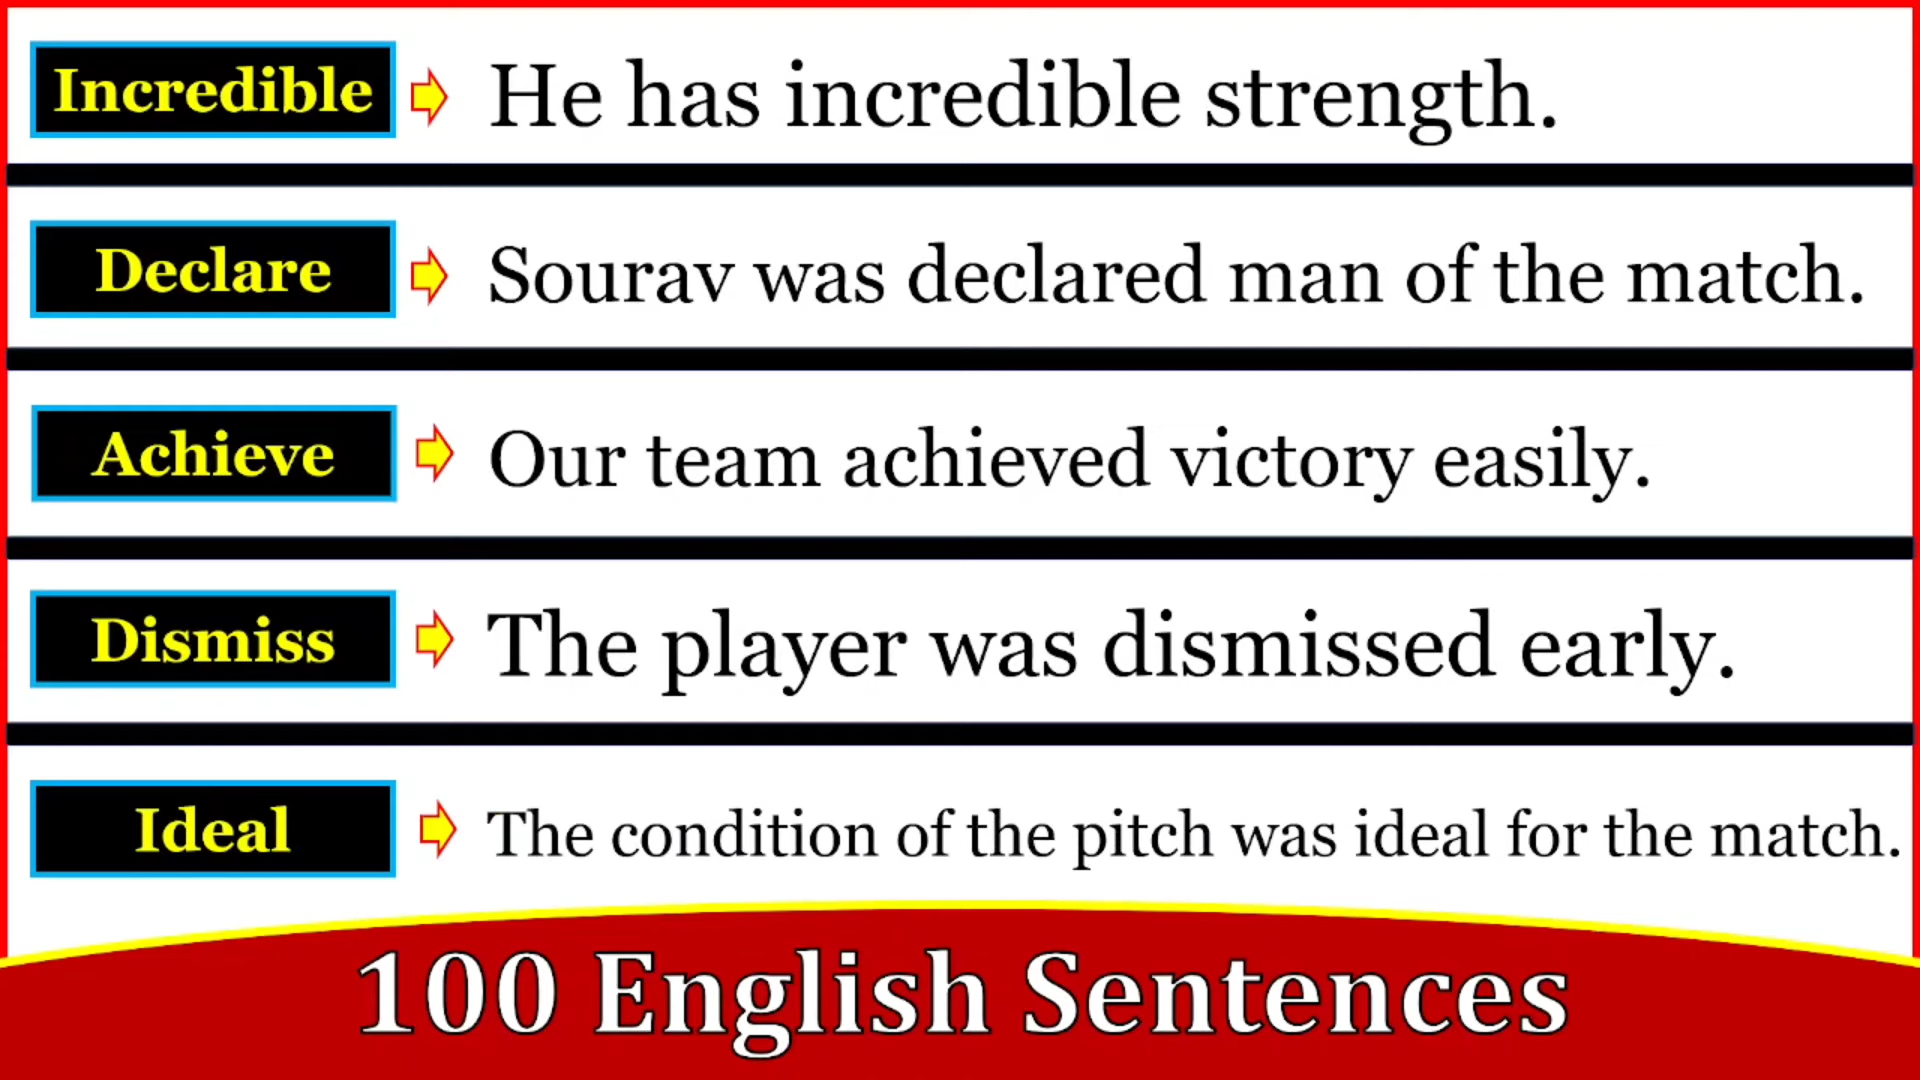 Incredible He has incredible strength.
Declare Sourav was declared man of the match.
Achieve Our team achieved victory easily.
Dismiss The player was dismissed early.
Ideal The condition of the pitch was ideal for the match.
100 English Sentences